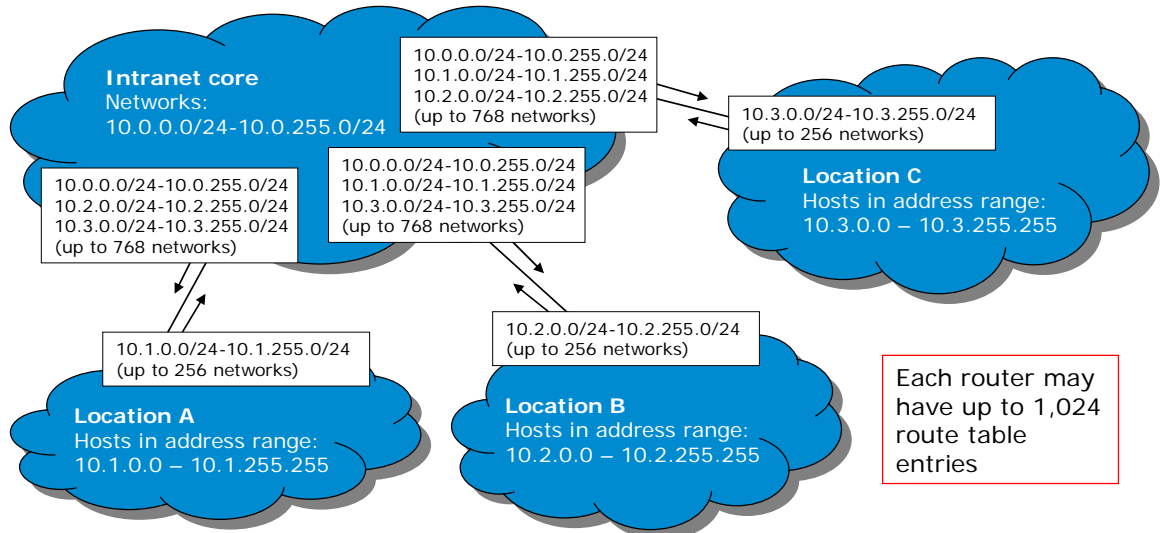 Intranet core
Networks:
10.0.0.0/24-10.0.255.0/24
10.0.0.0/24-10.0.255.0/24
10.1.0.0/24-10.1.255.0/24
10.2.0.0/24-10.2.255.0/24
(up to 768 networks)
10.3.0.0/24-10.3.255.0/24
(up to 256 networks)
Location C
Hosts in address range:
10.3.0.0 – 10.3.255.255
10.0.0.0/24-10.0.255.0/24
10.2.0.0/24-10.2.255.0/24
10.3.0.0/24-10.3.255.0/24
(up to 768 networks)
10.0.0.0/24-10.0.255.0/24
10.1.0.0/24-10.1.255.0/24
10.3.0.0/24-10.3.255.0/24
(up to 768 networks)
10.1.0.0/24-10.1.255.0/24
(up to 256 networks)
Location A
Hosts in address range:
10.1.0.0 – 10.1.255.255
10.2.0.0/24-10.2.255.0/24
(up to 256 networks)
Location B
Hosts in address range:
10.2.0.0 – 10.2.255.255
Each router may
have up to 1,024
route table
entries